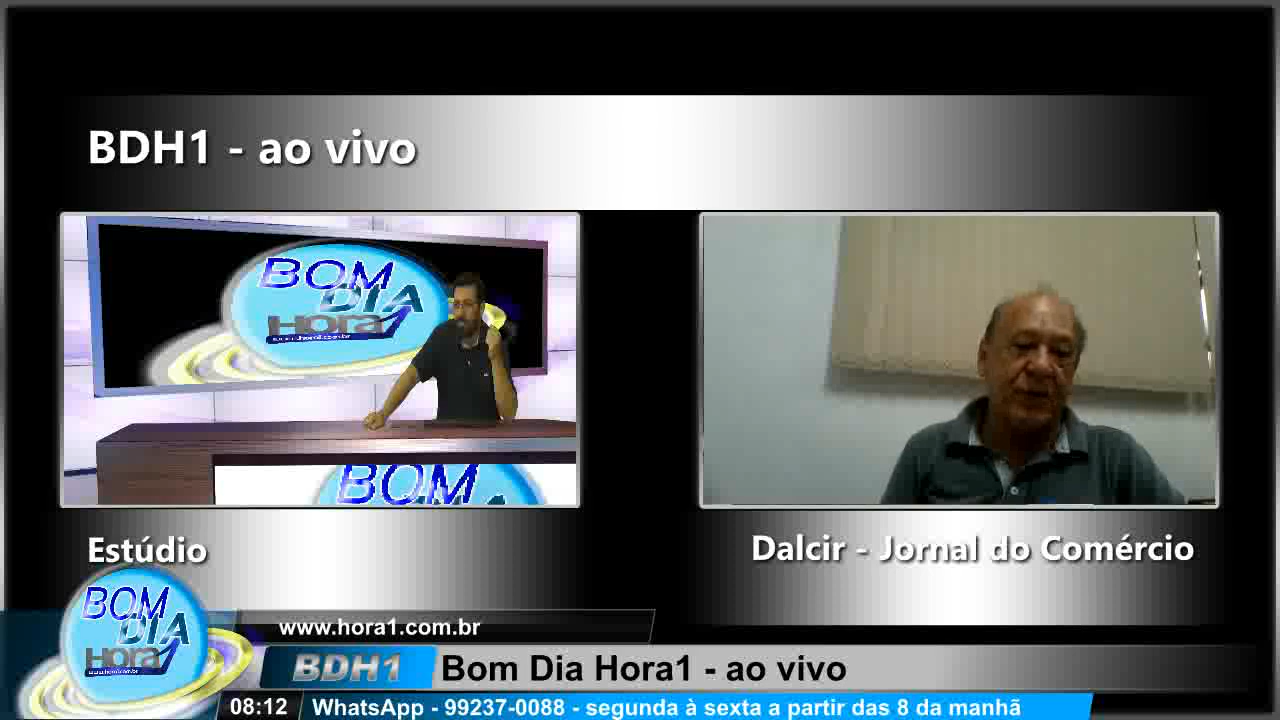 BDH1 - ao vivo
BOM
DIA
Hora1
BOM
Estúdio
Dalcir - Jornal do Comércio
BOM
DIA
Hora1
www.hora1.com.br
BDH1 Bom Dia Hora1 - ao vivo
08:12 WhatsApp - 99237-0088 - segunda à sexta a partir das 8 da manhã